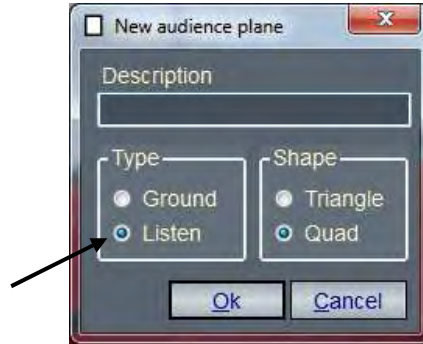 New audience plane
Description
Type
Shape
Ground
Triangle
Listen
Quad
Ok
Cancel